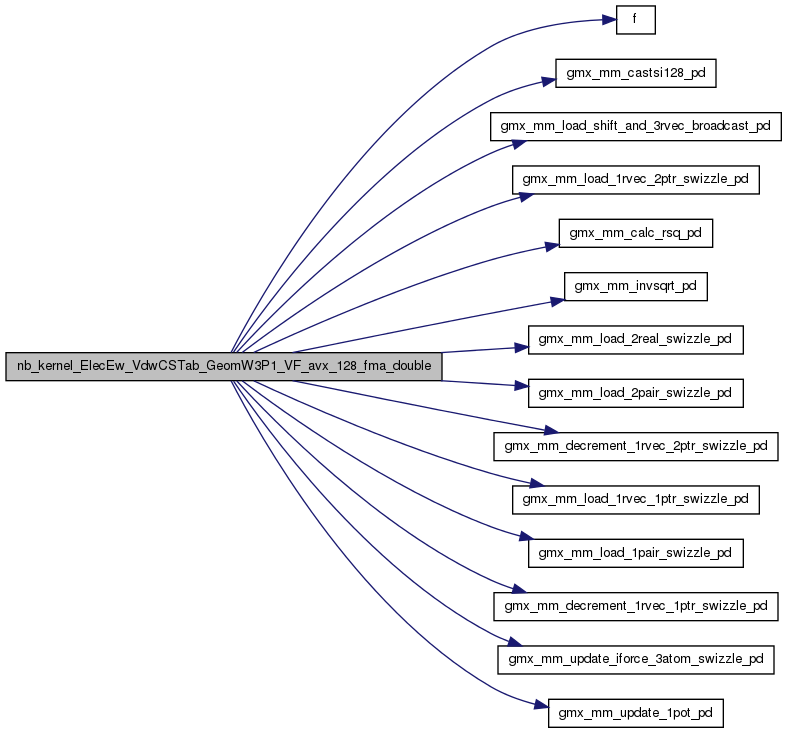 f
gmx_mm_castsi128_pd
gmx_mm_load_shift_and_3rvec_broadcast_pd
gmx_mm_load_1rvec_2ptr_swizzle_pd
gmx_mm_calc_rsq_pd
gmx_mm_invsqrt_pd
gmx_mm_load_2real_swizzle_pd
nb_kernel_ElecEw_VdwCSTab_GeomW3P1_VF_avx_128_fma_double
gmx_mm_load_2pair_swizzle_pd
gmx_mm_decrement_1rvec_2ptr_swizzle_pd
gmx_mm_load_1rvec_1ptr_swizzle_pd
gmx_mm_load_1pair_swizzle_pd
gmx_mm_decrement_1rvec_1ptr_swizzle_pd
gmx_mm_update_iforce_3atom_swizzle_pd
gmx_mm_update_1pot_pd